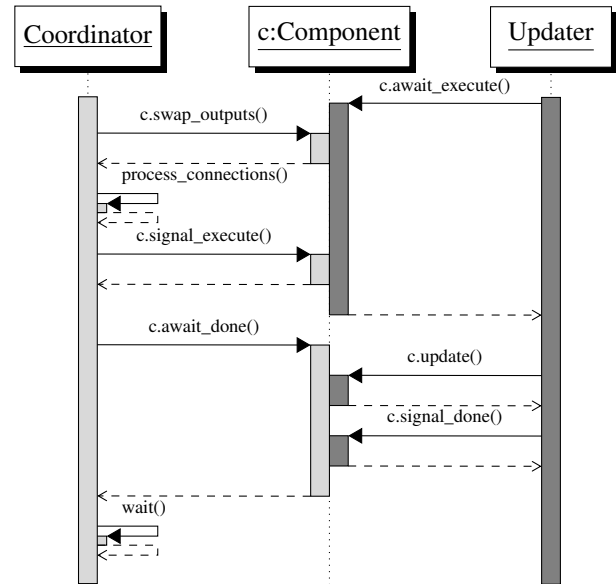 Coordinator
c:Component
Updater
c.await_execute()
c.swap_outputs()
process_connections()
c.signal_execute()
c.await_done()
c.update()
c.signal_done()
wait()